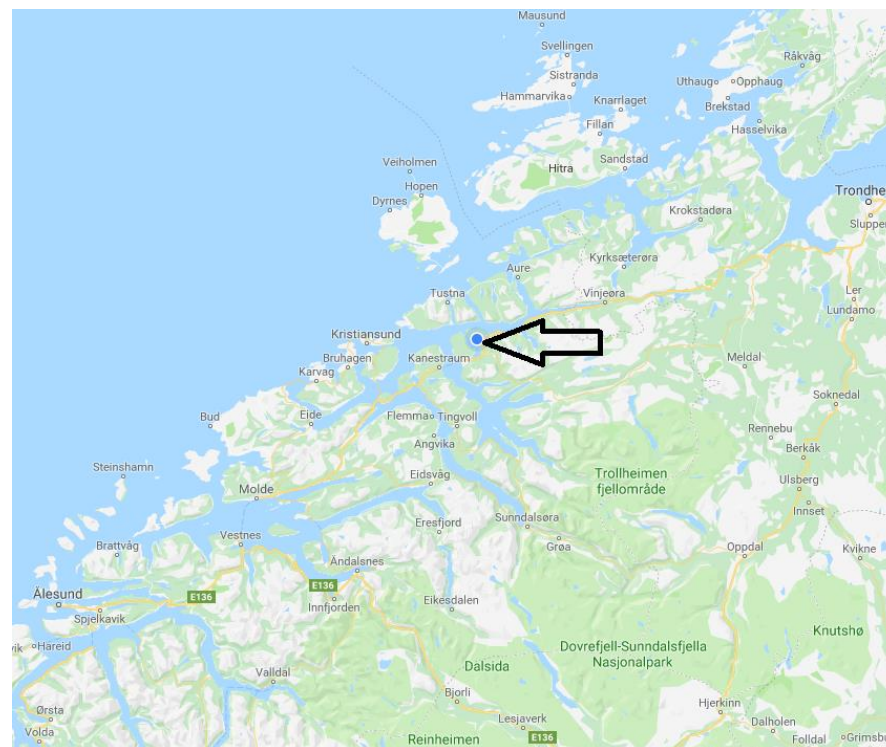 Mausund
Svellingen
Råkvåg
Sistranda
Uthaug
Opphaug
Hammarvika
Knarrlaget
Brekstad
Fillan
Hasselvika
Veiholmen
Hitra
Sandstad
Hopen
Trondhe
Dyrnes
Krokstadøra
Sluppe
Kyrksæterøra
Aure
Ler
Tustna
Vinjeøra
Lundamo
Kristiansund
Bruhagen
Kanestraum
Meldal
Karvåg
Soknedal
Bud
Eide
Flemma
Tingvoll
Rennebu
Angvika
Berkåk
Steinshamn
Eidsvåg
Trollheimen
fjellområde
Ulsberg
Molde
Innset
Eresfjord
Sunndalsøra
Vestnes
Grøa
Oppdal
Kvikne
Brattvåg
Åndalsnes
E136
Ålesund
E136
Innfjorden
Eikesdalen
Spjelkavik
Knutshø
Dovrefjell-Sunndalsfjella
Nasjonalpark
Hareid
Dalsida
Valldal
Bjorli
Hjerkinn
Ørsta
Lesjaverk
Dalholen
Volda
Reinheimen
E136
Folldal
Grimsb